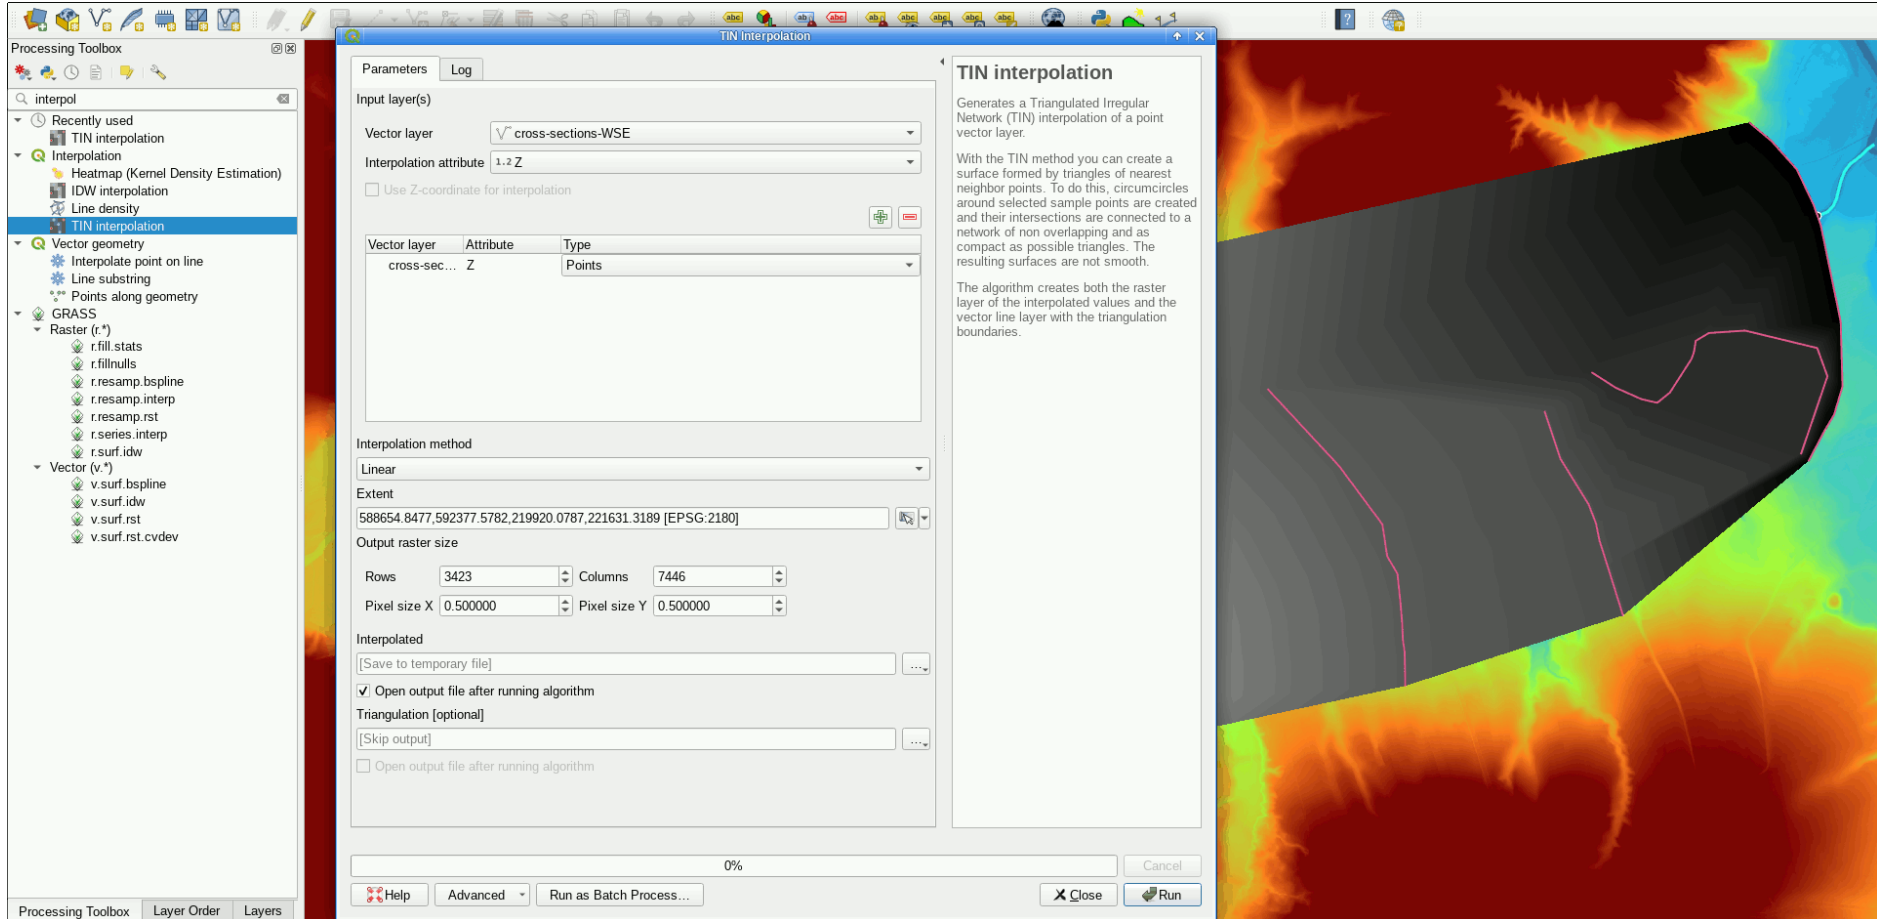 abc
abc
abc
abc
abc
abc
abc
abc
?
TIN Interpolation
Processing Toolbox
interpol
Recently used
TIN interpolation
Interpolation
Heatmap (Kernel Density Estimation)
IDW interpolation
Line density
TIN interpolation
Vector geometry
Interpolate point on line
Line substring
Points along geometry
GRASS
Raster (r.*)
r.fill.stats
r.fillnulls
r.resamp.bspline
r.resamp.interp
r.resamp.rst
r.series.interp
r.surf.idw
Vector (v.*)
v.surf.bspline
v.surf.idw
v.surf.rst
v.surf.rst.cvdev
Processing Toolbox Layer Order Layers
Parameters Log
Input layer(s)
Vector layer cross-sections-WSE
Interpolation attribute 1.2 Z
Use Z-coordinate for interpolation
Vector layer Attribute Type
cross-sec... Z Points
Interpolation method
Linear
Extent
588654.8477,592377.5782,219920.0787,221631.3189 [EPSG:2180]
Output raster size
Rows 3423 Columns 7446
Pixel size X 0.500000 Pixel size Y 0.500000
Interpolated
[Save to temporary file] ...
Open output file after running algorithm
Triangulation [optional]
[Skip output] ...
Open output file after running algorithm
TIN interpolation
Generates a Triangulated Irregular
Network (TIN) interpolation of a point
vector layer.
With the TIN method you can create a
surface formed by triangles of nearest
neighbor points. To do this, circumcircles
around selected sample points are created
and their intersections are connected to a
network of non overlapping and as
compact as possible triangles. The
resulting surfaces are not smooth.
The algorithm creates both the raster
layer of the interpolated values and the
vector line layer with the triangulation
boundaries.
0% Cancel
Help Advanced Run as Batch Process... Close Run